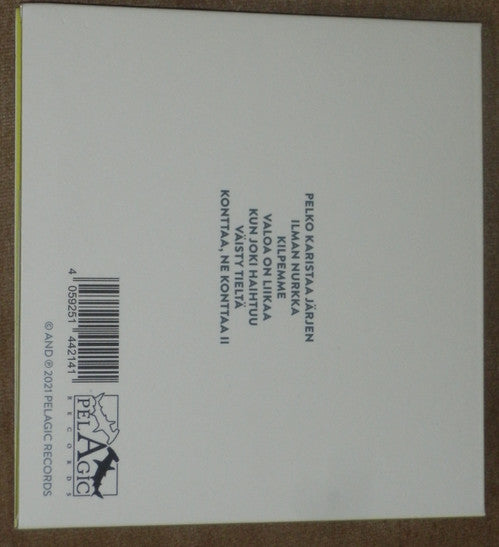 PELKO KARISTAA JÄRJEN
ILMAN NURKKA
KILPEMME
VALOA ON LIIKAA
KUN JOKI HAIHTUU
VÄISTY TIELTÄ
KONTTAA, NE KONTTAA II
4 059251 442141
PELAGIC
RECORDS
© AND ℗ 2021 PELAGIC RECORDS